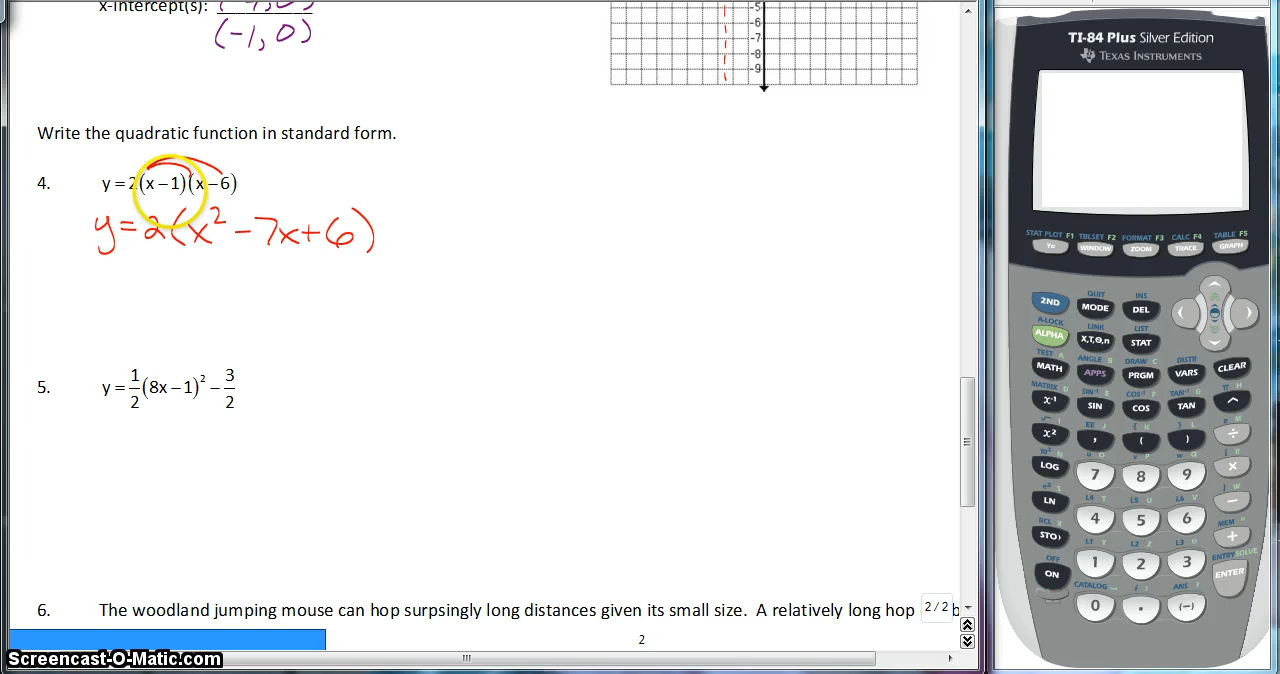 x-intercept(s):
(-1, 0)
-5
-6
-7
-8
-9
Write the quadratic function in standard form.
4. y = 2(x – 1)(x – 6)
y = 2(x² - 7x + 6)
5. y = 1/2 (8x – 1)² – 3/2
6. The woodland jumping mouse can hop surpsingly long distances given its small size. A relatively long hop
2 / 2
2
Screencast-O-Matic.com
TI-84 Plus Silver Edition
TEXAS INSTRUMENTS
STAT PLOT F1 TBLSET F2 FORMAT F3 CALC F4 TABLE F5
Y= WINDOW ZOOM TRACE GRAPH
QUIT INS
2ND MODE DEL
A-LOCK LINK LIST
ALPHA X,T,Θ,n STAT
TEST A ANGLE B DRAW C DISTR
MATH APPS PRGM VARS CLEAR
MATRIX D SIN⁻¹ E COS⁻¹ F TAN⁻¹ G π H
x⁻¹ SIN COS TAN ^
x² , ( ) ÷
LOG 7 8 9 ×
LN 4 5 6 −
RCL X L1 Y L2 Z L3 θ MEM "
STO› 1 2 3 +
OFF CATALOG i ANS ? ENTRY SOLVE
ON 0 . (−) ENTER